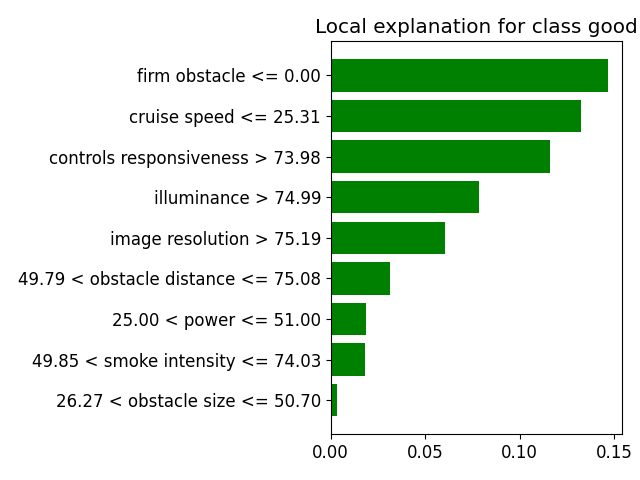 Local explanation for class good
firm obstacle <= 0.00
cruise speed <= 25.31
controls responsiveness > 73.98
illuminance > 74.99
image resolution > 75.19
49.79 < obstacle distance <= 75.08
25.00 < power <= 51.00
49.85 < smoke intensity <= 74.03
26.27 < obstacle size <= 50.70
0.00 0.05 0.10 0.15